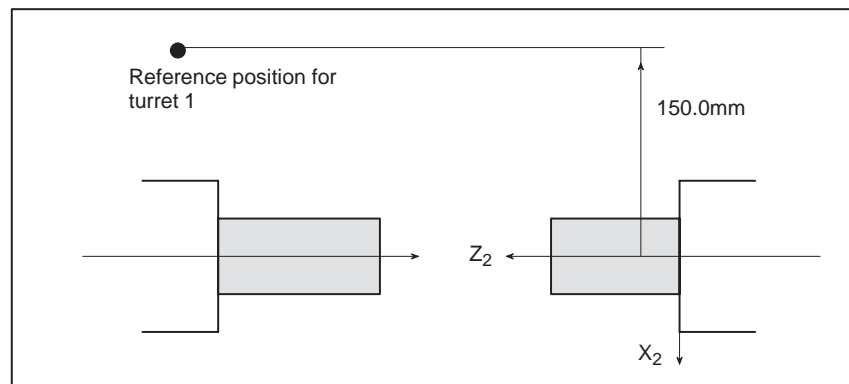 Reference position for
turret 1
150.0mm
Z2
X2